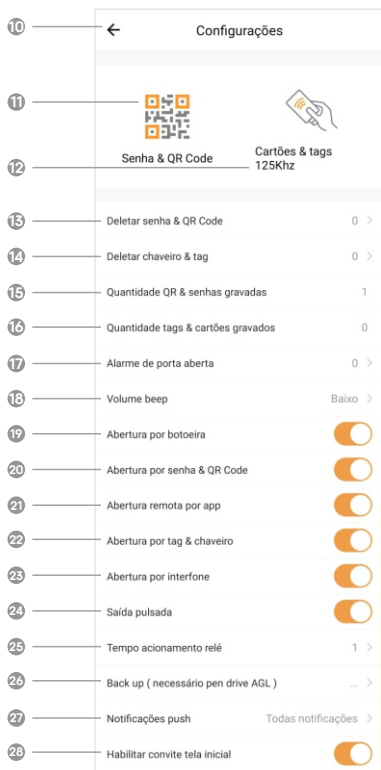 10 Configurações
11
Senha & QR Code
12 Cartões & tags
125Khz
13 Deletar senha & QR Code 0 >
14 Deletar chaveiro & tag 0 >
15 Quantidade QR & senhas gravadas 1
16 Quantidade tags & cartões gravados 0
17 Alarme de porta aberta 0 >
18 Volume beep Baixo >
19 Abertura por botoeira
20 Abertura por senha & QR Code
21 Abertura remota por app
22 Abertura por tag & chaveiro
23 Abertura por interfone
24 Saída pulsada
25 Tempo acionamento relé 1 >
26 Back up ( necessário pen drive AGL ) ... >
27 Notificações push Todas notificações >
28 Habilitar convite tela inicial